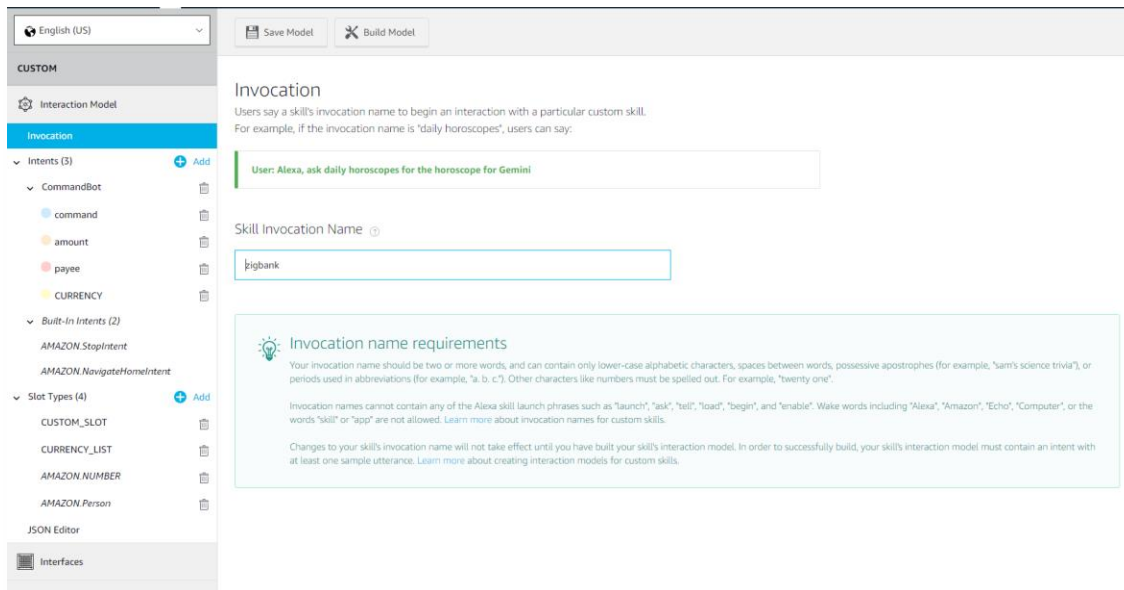 English (US)
CUSTOM
Interaction Model
Invocation
Intents (3)
Add
CommandBot
command
amount
payee
CURRENCY
Built-In Intents (2)
AMAZON.StopIntent
AMAZON.NavigateHomeIntent
Slot Types (4)
Add
CUSTOM_SLOT
CURRENCY_LIST
AMAZON.NUMBER
AMAZON.Person
JSON Editor
Interfaces
Save Model
Build Model
Invocation
Users say a skill's invocation name to begin an interaction with a particular custom skill.
For example, if the invocation name is "daily horoscopes", users can say:
User: Alexa, ask daily horoscopes for the horoscope for Gemini
Skill Invocation Name ?
zigbank
Invocation name requirements
Your invocation name should be two or more words, and can contain only lower-case alphabetic characters, spaces between words, possessive apostrophes (for example, "sam's science trivia"), or
periods used in abbreviations (for example, "a. b. c."). Other characters like numbers must be spelled out. For example, "twenty one".
Invocation names cannot contain any of the Alexa skill launch phrases such as "launch", "ask", "tell", "load", "begin", and "enable". Wake words including "Alexa", "Amazon", "Echo", "Computer", or the
words "skill" or "app" are not allowed. Learn more about invocation names for custom skills.
Changes to your skill's invocation name will not take effect until you have built your skill's interaction model. In order to successfully build, your skill's interaction model must contain an intent with
at least one sample utterance. Learn more about creating interaction models for custom skills.